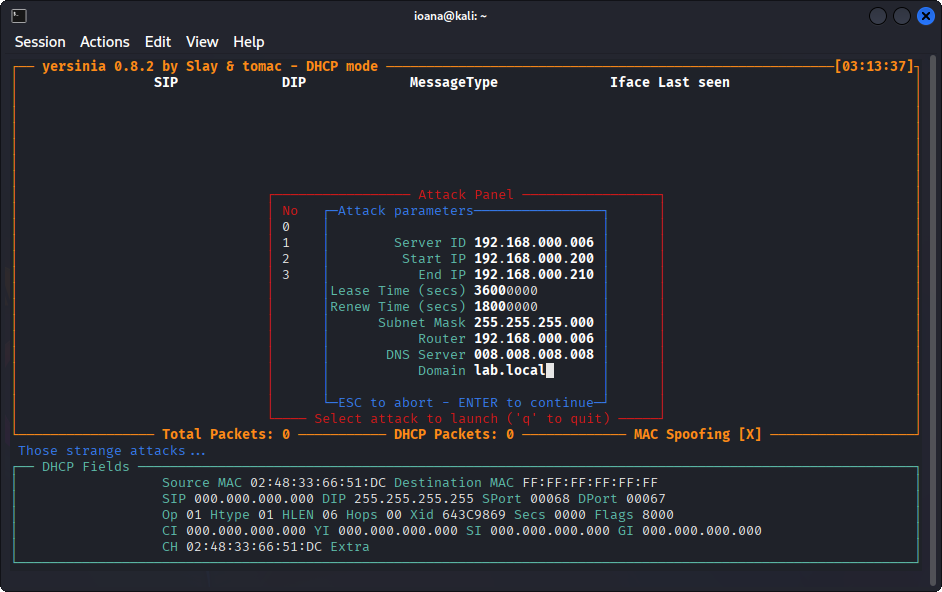 ioana@kali: ~
Session Actions Edit View Help
yersinia 0.8.2 by Slay & tomac - DHCP mode [03:13:37]
SIP DIP MessageType Iface Last seen
Attack Panel
No Attack parameters
0
1 Server ID 192.168.000.006
2 Start IP 192.168.000.200
3 End IP 192.168.000.210
Lease Time (secs) 36000000
Renew Time (secs) 18000000
Subnet Mask 255.255.255.000
Router 192.168.000.006
DNS Server 008.008.008.008
Domain lab.local
ESC to abort - ENTER to continue
Select attack to launch ('q' to quit)
Total Packets: 0 DHCP Packets: 0 MAC Spoofing [X]
Those strange attacks...
DHCP Fields
Source MAC 02:48:33:66:51:DC Destination MAC FF:FF:FF:FF:FF:FF
SIP 000.000.000.000 DIP 255.255.255.255 SPort 00068 DPort 00067
Op 01 Htype 01 HLEN 06 Hops 00 Xid 643C9869 Secs 0000 Flags 8000
CI 000.000.000.000 YI 000.000.000.000 SI 000.000.000.000 GI 000.000.000.000
CH 02:48:33:66:51:DC Extra